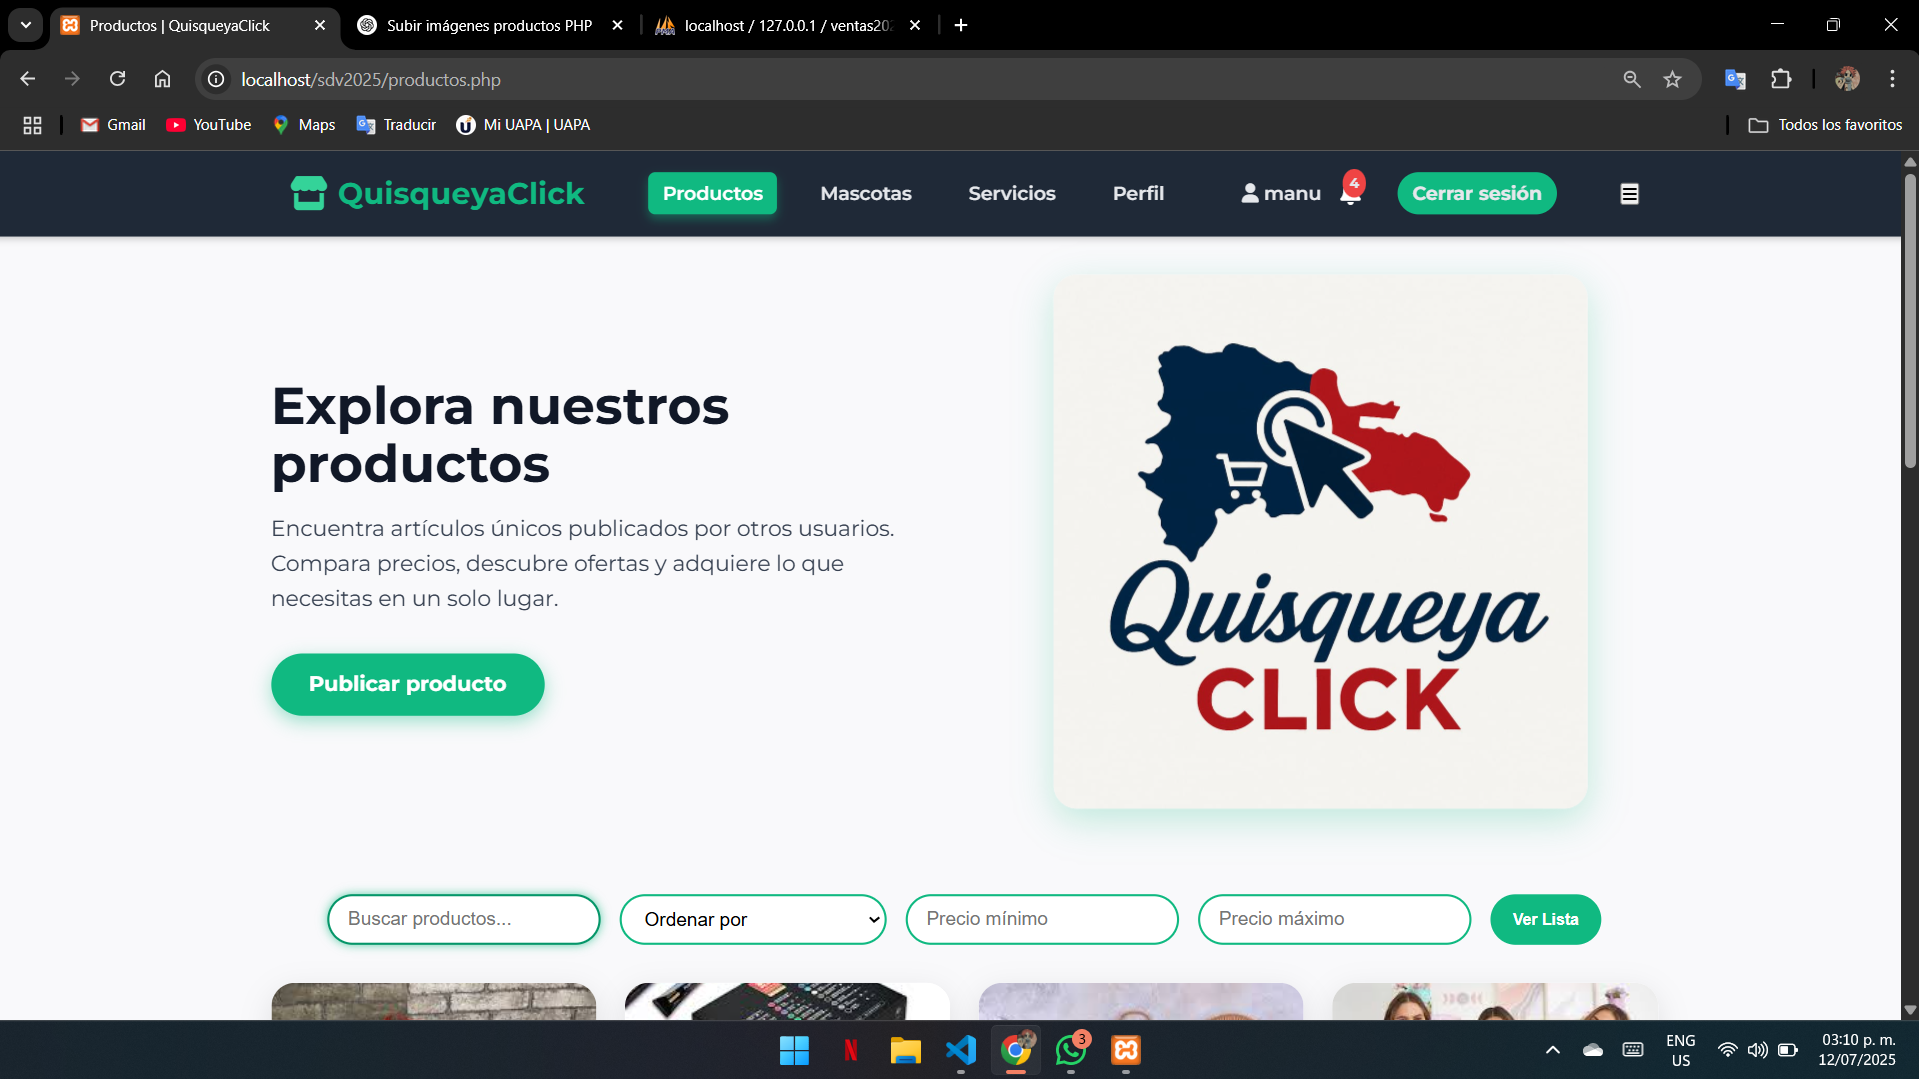 Productos | QuisqueyaClick
Subir imágenes productos PHP
localhost / 127.0.0.1 / ventas202
localhost/sdv2025/productos.php
Gmail
YouTube
Maps
Traducir
Mi UAPA | UAPA
Todos los favoritos
QuisqueyaClick
Productos
Mascotas
Servicios
Perfil
manu
4
Cerrar sesión
Explora nuestros
productos
Encuentra artículos únicos publicados por otros usuarios.
Compara precios, descubre ofertas y adquiere lo que
necesitas en un solo lugar.
Publicar producto
Quisqueya
CLICK
Buscar productos...
Ordenar por
Precio mínimo
Precio máximo
Ver Lista
3
ENG
US
03:10 p. m.
12/07/2025